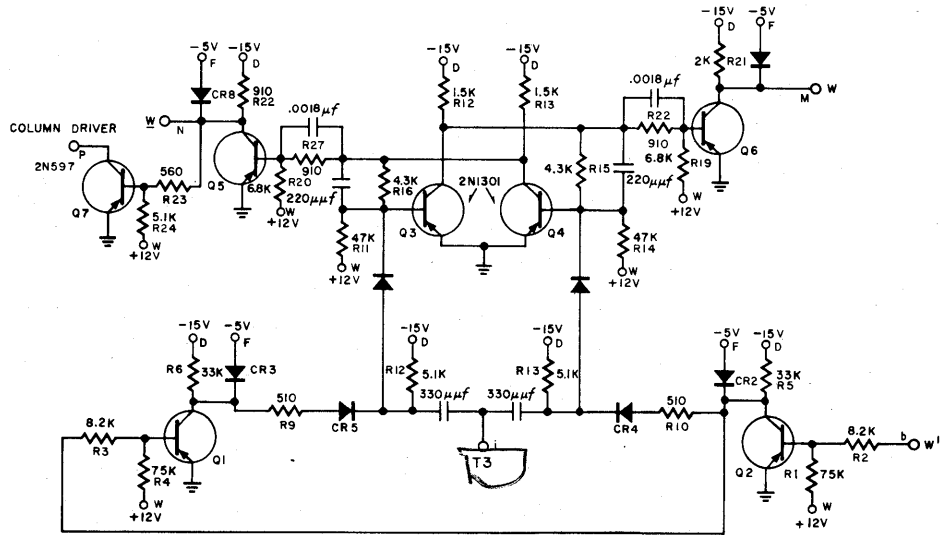 -15V
D
-5V
F
2K
R21
W
M
Q6
-5V
F
CR8
-15V
D
910
R22
W
N
COLUMN DRIVER
P
2N597
Q7
560
R23
5.1K
R24
W
+12V
Q5
.0018μf
R27
910
6.8K
R20
W
+12V
220μμf
-15V
D
1.5K
R12
-15V
D
1.5K
R13
4.3K
R16
2N1301
Q3
Q4
4.3K
R15
.0018μf
R22
910
6.8K
R19
W
+12V
220μμf
47K
R11
W
+12V
47K
R14
W
+12V
-15V
D
R6
33K
-5V
F
CR3
510
R9
CR5
-15V
D
R12
5.1K
330μμf
-15V
D
R13
5.1K
330μμf
i
T3
CR4
510
R10
-5V
F
CR2
-15V
D
33K
R5
8.2K
R3
Q1
75K
R4
W
+12V
Q2
R1
75K
W
+12V
8.2K
R2
b
W'